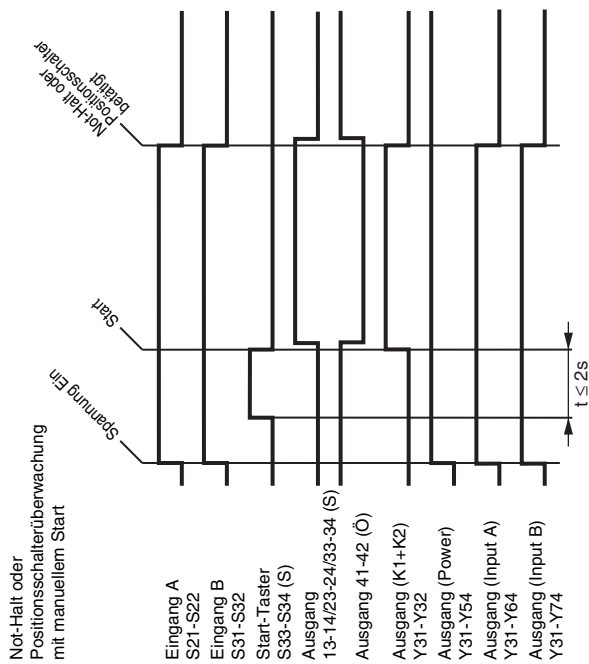 Not-Halt oder
Positionsschalterüberwachung
mit manuellem Start
Spannung Ein
Start
Not-Halt oder
Positionsschalter
betätigt
Eingang A
S21-S22
Eingang B
S31-S32
Start-Taster
S33-S34 (S)
Ausgang
13-14/23-24/33-34 (S)
Ausgang 41-42 (Ö)
Ausgang (K1+K2)
Y31-Y32
Ausgang (Power)
Y31-Y54
Ausgang (Input A)
Y31-Y64
Ausgang (Input B)
Y31-Y74
t ≤ 2s